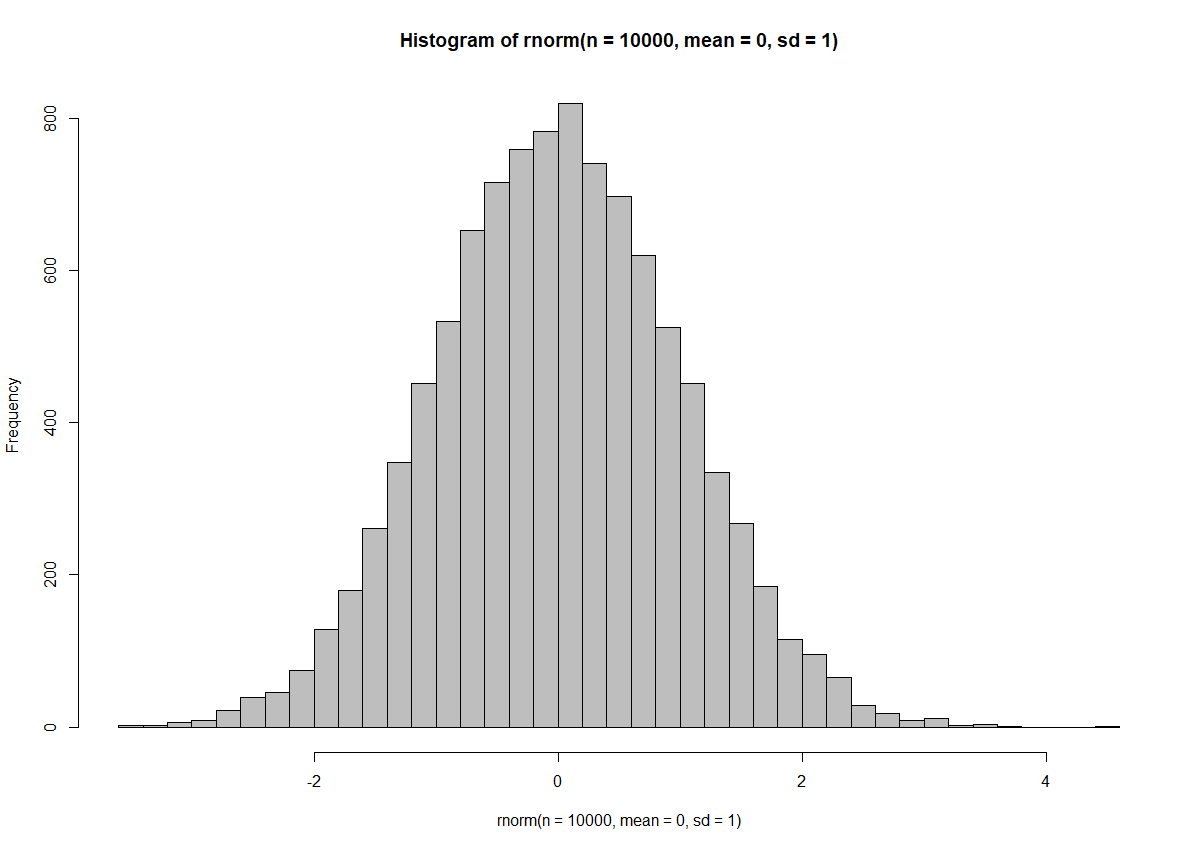 Histogram of rnorm(n = 10000, mean = 0, sd = 1)
800
600
400
200
0
Frequency
-2 0 2 4
rnorm(n = 10000, mean = 0, sd = 1)